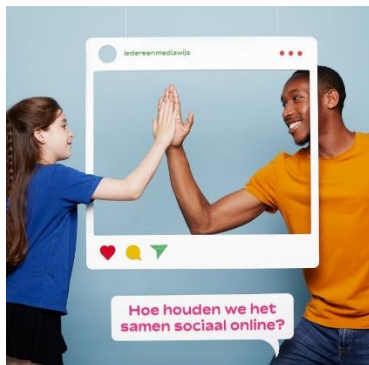 iedereenmediawijs
Hoe houden we het
samen sociaal online?